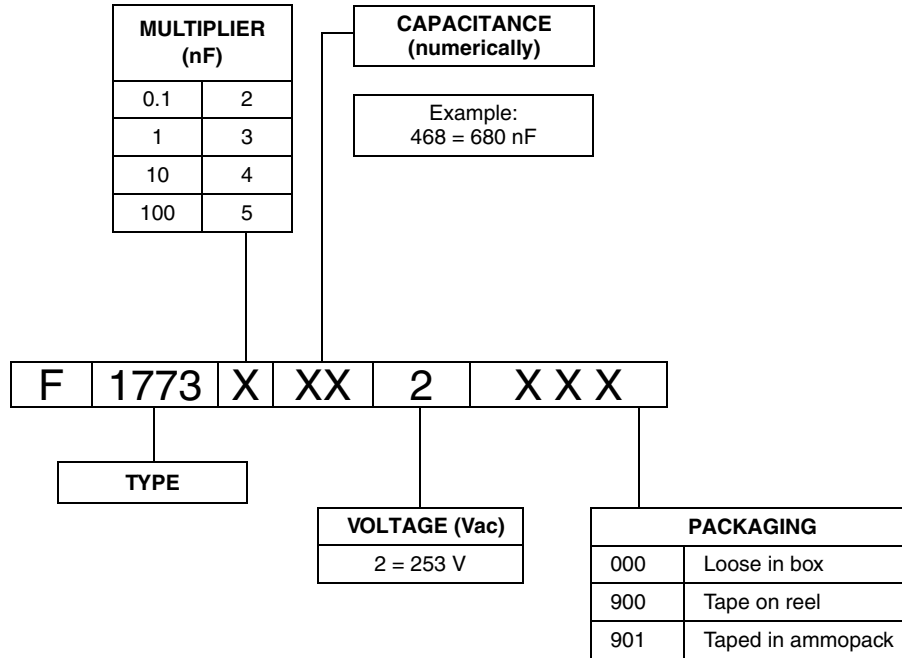 MULTIPLIER
(nF)
0.1 2
1 3
10 4
100 5
CAPACITANCE
(numerically)
Example:
468 = 680 nF
F 1773 X XX 2 X X X
TYPE
VOLTAGE (Vac)
2 = 253 V
PACKAGING
000 Loose in box
900 Tape on reel
901 Taped in ammopack